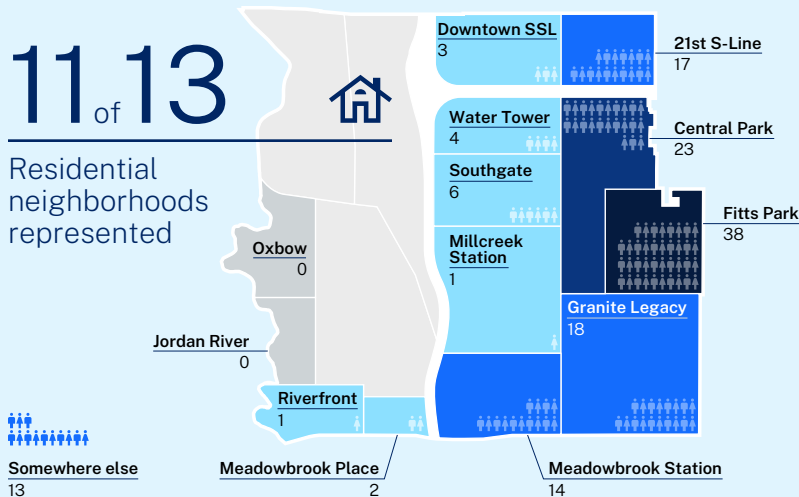 11 of 13
Residential
neighborhoods
represented
Downtown SSL
3
21st S-Line
17
Water Tower
4
Central Park
23
Southgate
6
Fitts Park
38
Millcreek
Station
1
Oxbow
0
Granite Legacy
18
Jordan River
0
Riverfront
1
Somewhere else
13
Meadowbrook Place
2
Meadowbrook Station
14